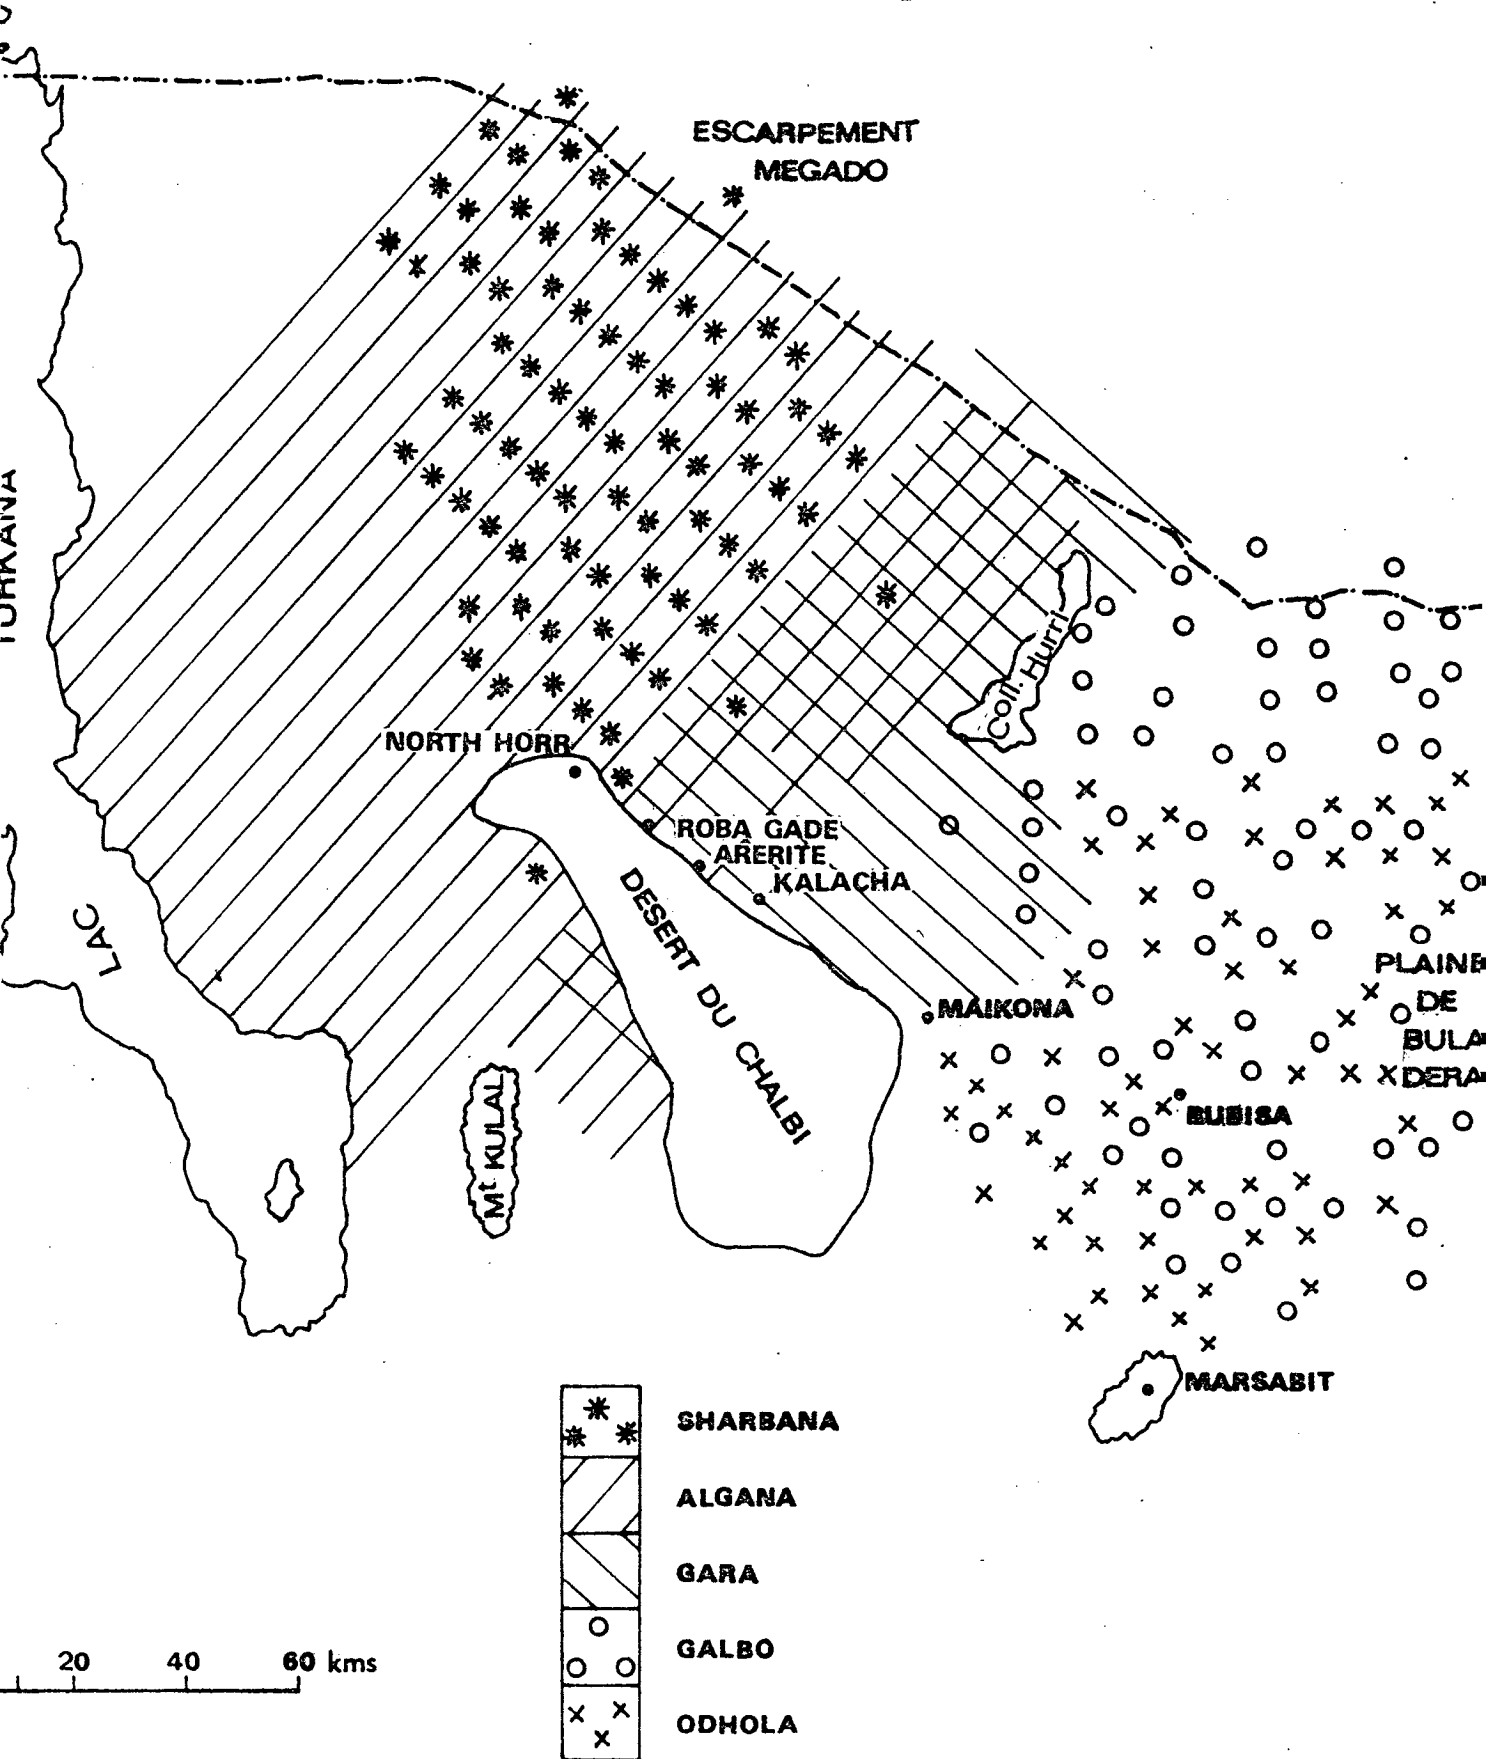 ESCARPEMENT
MEGADO
TURKANA
Coll. Hurri
NORTH HORR
ROBA GADE
ARERITE
KALACHA
LAC
DESERT DU CHALBI
PLAINE
DE
BULA
DERA
MAIKONA
BUBISA
Mt KULAL
MARSABIT
SHARBANA
ALGANA
GARA
GALBO
ODHOLA
20 40 60 kms